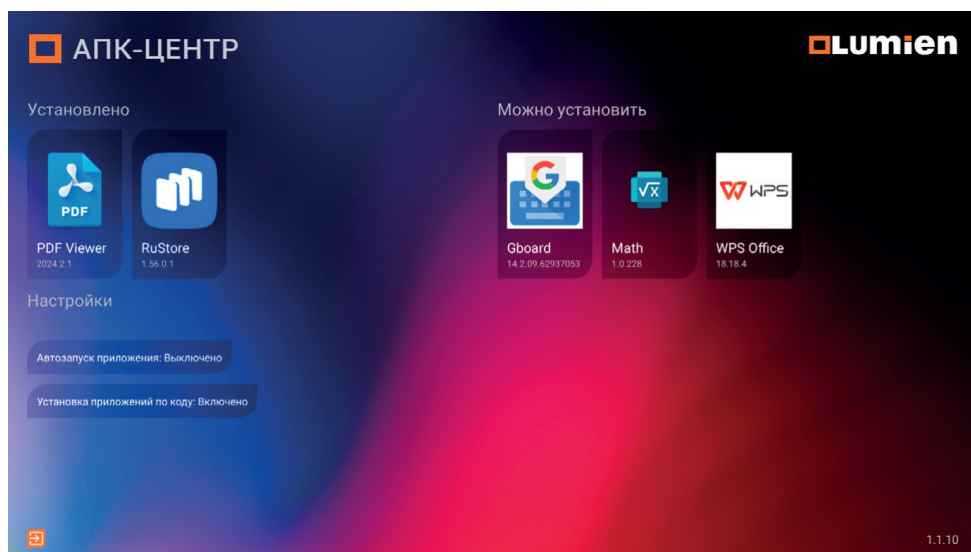 АПК-ЦЕНТР
Lumien
Установлено
PDF
PDF Viewer
2024.2.1
RuStore
1.56.0.1
Можно установить
G
Gboard
14.2.09.62937053
√x
Math
1.0.228
WPS
WPS Office
18.18.4
Настройки
Автозапуск приложения: Выключено
Установка приложений по коду: Включено
1.1.10